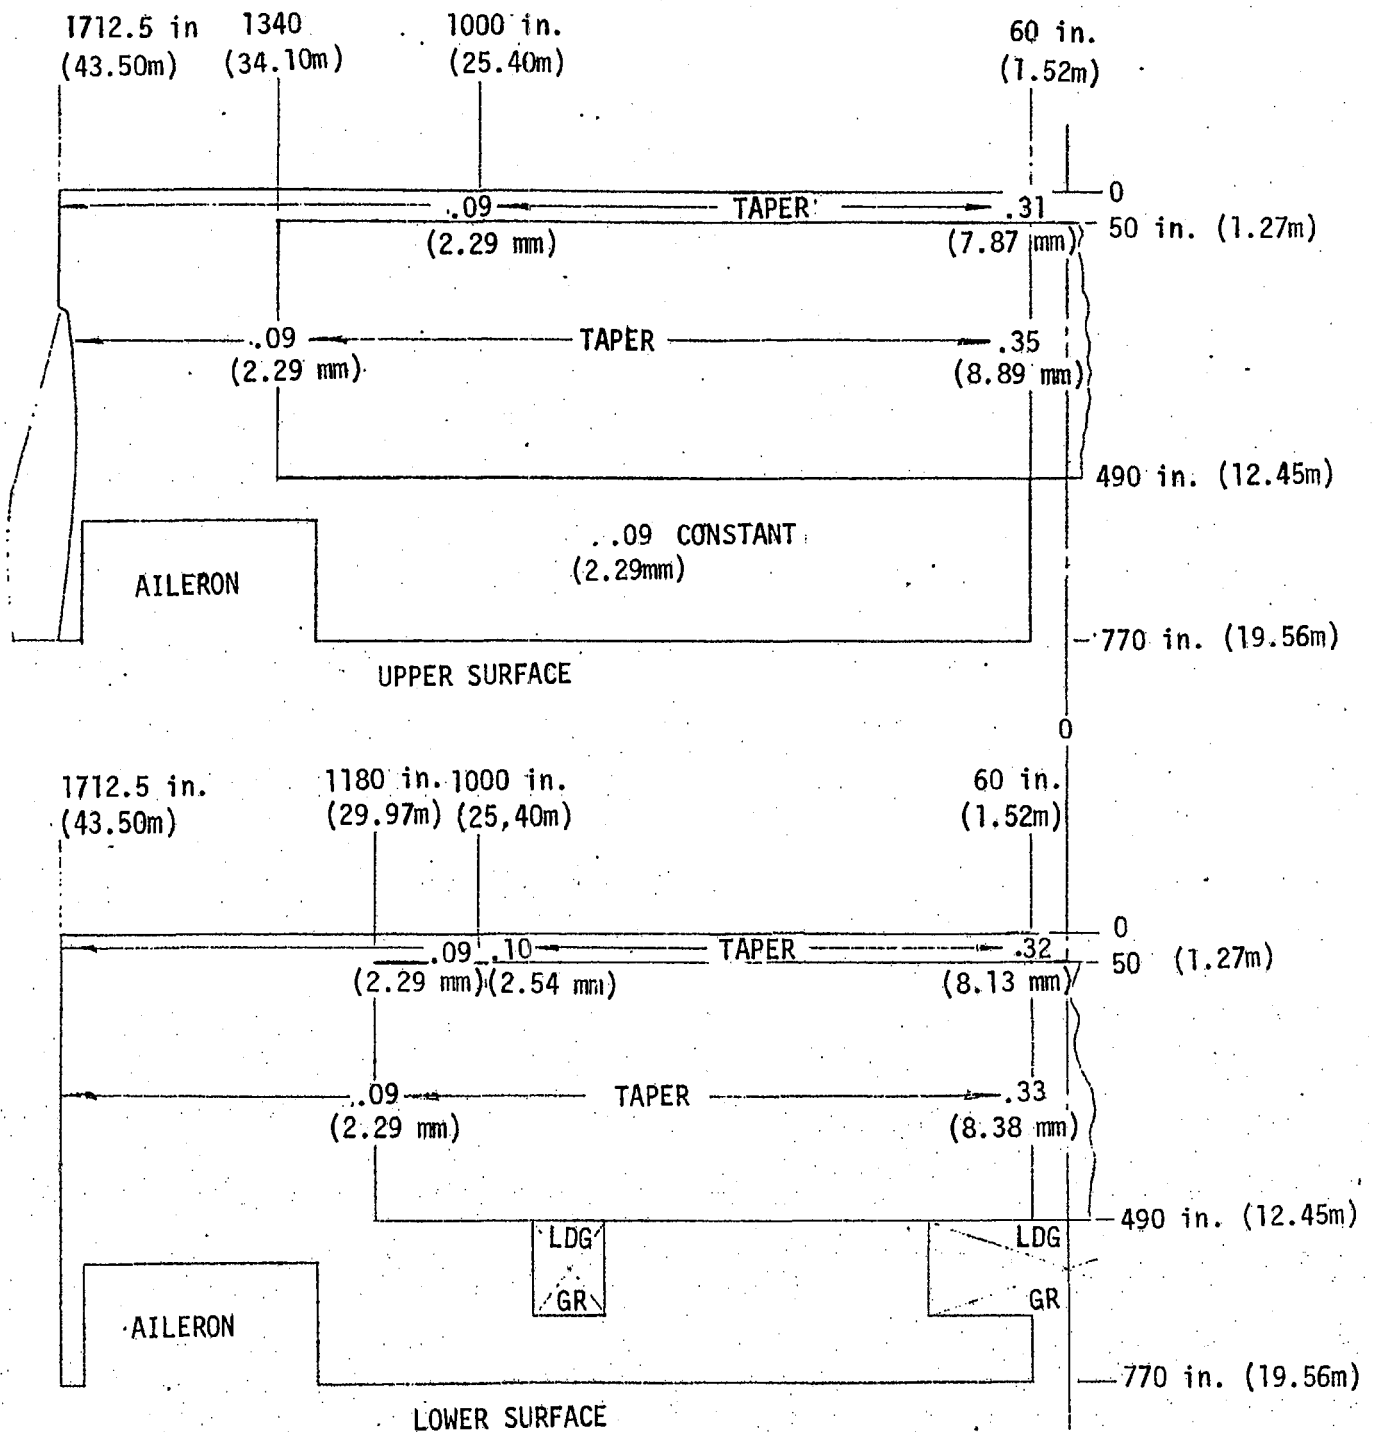 1712.5 in 1340 1000 in. 60 in.
(43.50m) (34.10m) (25.40m) (1.52m)
0
.09 TAPER .31
50 in. (1.27m)
(2.29 mm) (7.87 mm)
.09 TAPER .35
(2.29 mm) (8.89 mm)
490 in. (12.45m)
.09 CONSTANT
(2.29mm)
AILERON
770 in. (19.56m)
UPPER SURFACE
0
1712.5 in. 1180 in. 1000 in. 60 in.
(43.50m) (29.97m) (25,40m) (1.52m)
0
.09 .10 TAPER .32
50 (1.27m)
(2.29 mm) (2.54 mm) (8.13 mm)
.09 TAPER .33
(2.29 mm) (8.38 mm)
490 in. (12.45m)
LDG LDG
GR GR
AILERON
770 in. (19.56m)
LOWER SURFACE